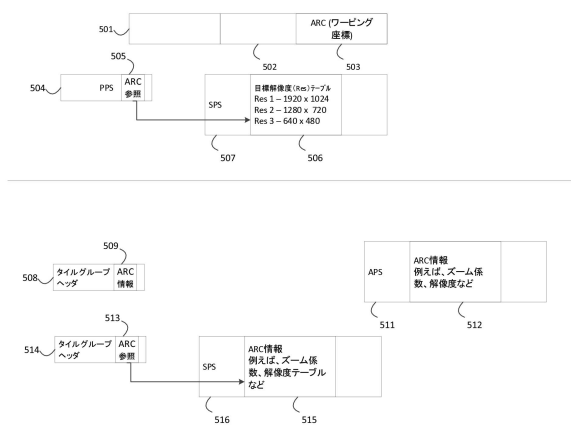 501
ARC (ワーピング
座標)
502
503
505
504
PPS
ARC
参照
SPS
目標解像度(Res)テーブル
Res 1 – 1920 x 1024
Res 2 – 1280 x 720
Res 3 – 640 x 480
507
506
509
508
タイルグループ
ヘッダ
ARC
情報
APS
ARC情報
例えば、ズーム係
数、解像度など
511
512
513
514
タイルグループ
ヘッダ
ARC
参照
SPS
ARC情報
例えば、ズーム係
数、解像度テーブル
など
516
515